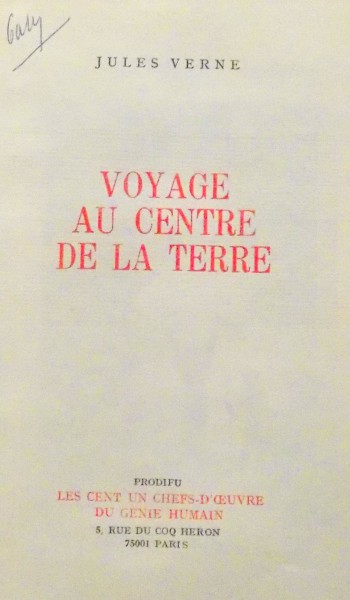 JULES VERNE
VOYAGE
AU CENTRE
DE LA TERRE
PRODIFU
LES CENT UN CHEFS-D'ŒUVRE
DU GENIE HUMAIN
5, RUE DU COQ HERON
75001 PARIS